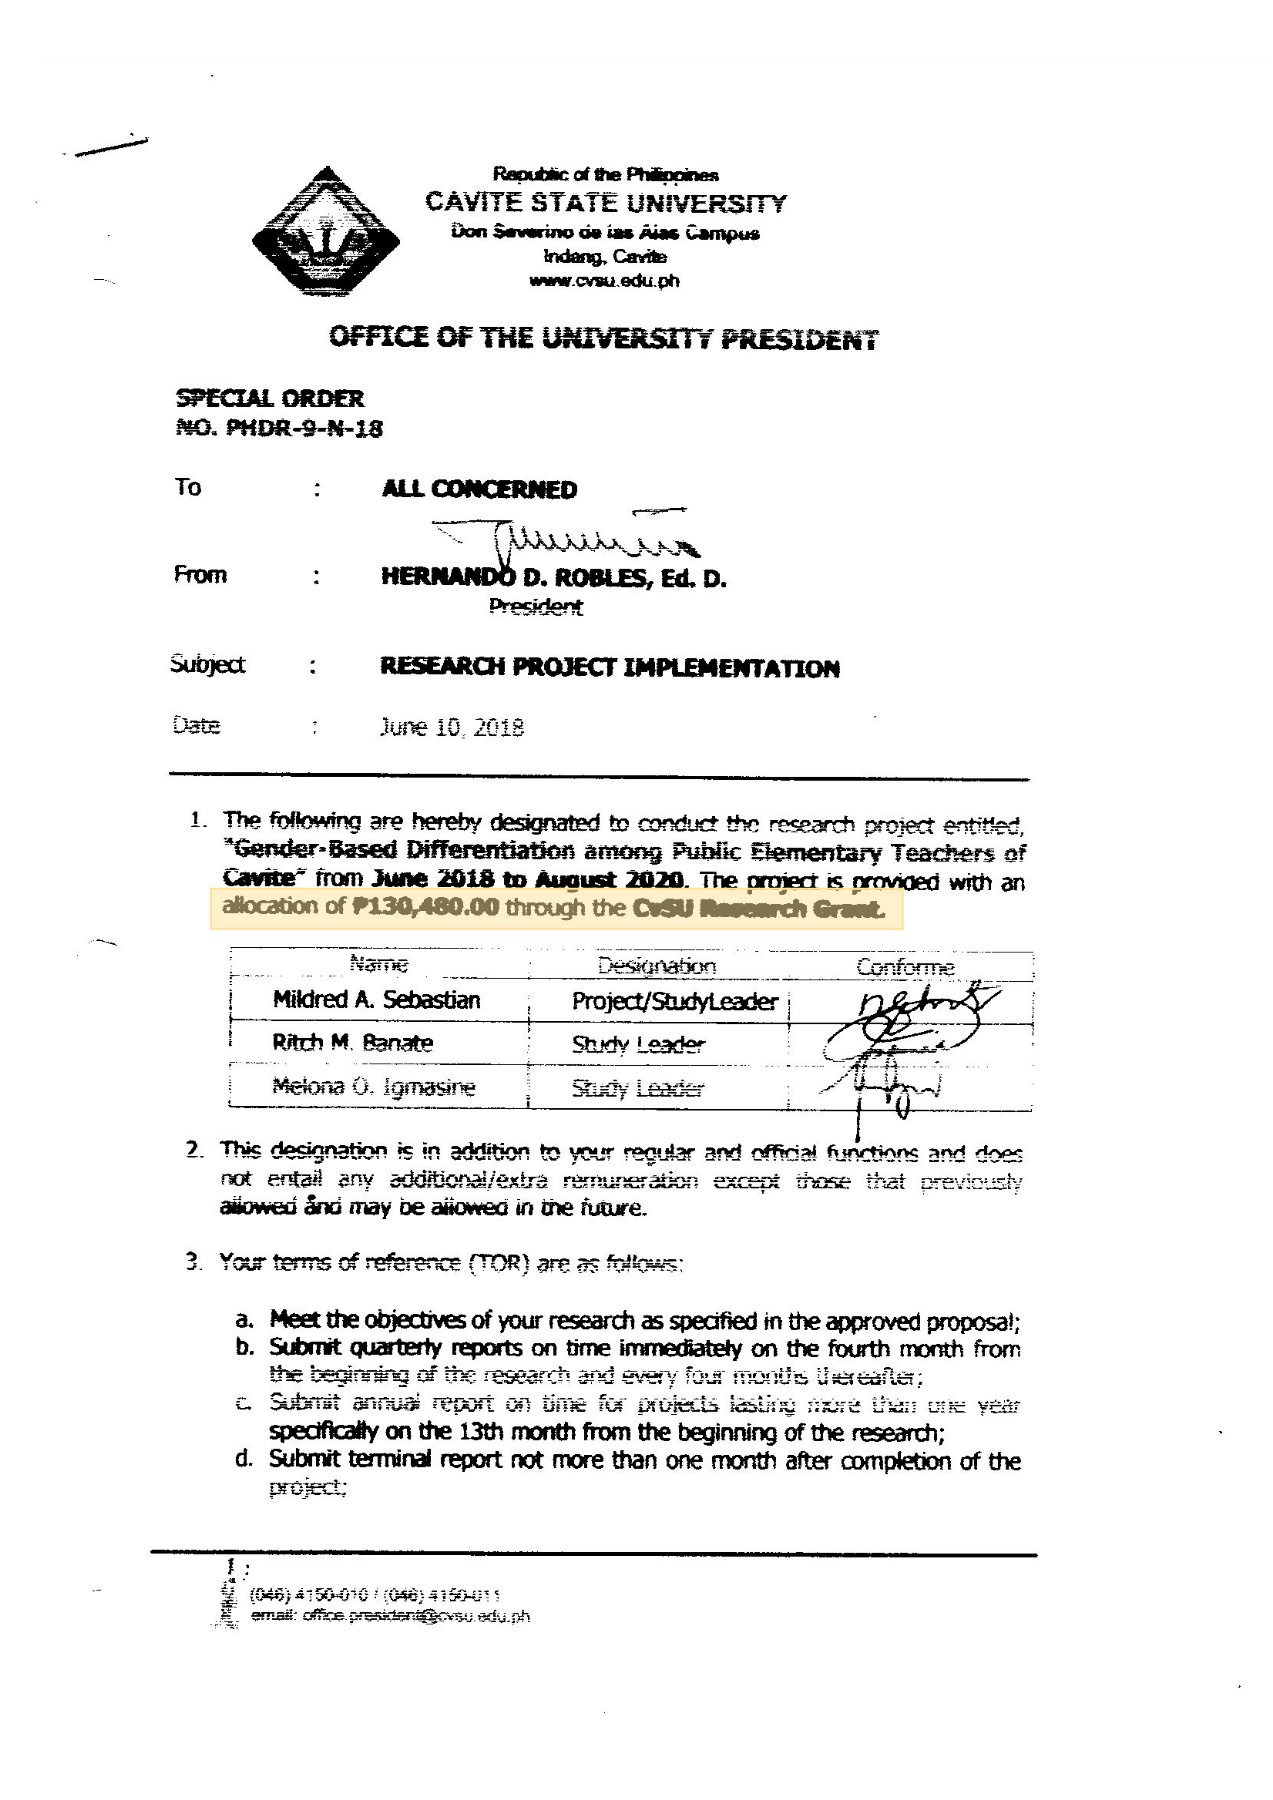 Republic of the Philippines
CAVITE STATE UNIVERSITY
Don Severino de las Alas Campus
Indang, Cavite
www.cvsu.edu.ph
OFFICE OF THE UNIVERSITY PRESIDENT
SPECIAL ORDER
NO. PHDR-9-N-18
To : ALL CONCERNED
From : HERNANDO D. ROBLES, Ed. D.
President
Subject : RESEARCH PROJECT IMPLEMENTATION
Date : June 10, 2018
1. The following are hereby designated to conduct the research project entitled,
"Gender-Based Differentiation among Public Elementary Teachers of
Cavite" from June 2018 to August 2020. The project is provided with an
allocation of ₱130,480.00 through the CvSU Research Grant.
Name Designation Conforme
Mildred A. Sebastian Project/StudyLeader
Ritch M. Banate Study Leader
Melona O. Igmasine Study Leader
2. This designation is in addition to your regular and official functions and does
not entail any additional/extra remuneration except those that previously
allowed and may be allowed in the future.
3. Your terms of reference (TOR) are as follows:
a. Meet the objectives of your research as specified in the approved proposal;
b. Submit quarterly reports on time immediately on the fourth month from
the beginning of the research and every four months thereafter;
c. Submit annual report on time for projects lasting more than one year
specifically on the 13th month from the beginning of the research;
d. Submit terminal report not more than one month after completion of the
project;
(046) 4150-010 / (046) 4150-011
email: office.president@cvsu.edu.ph